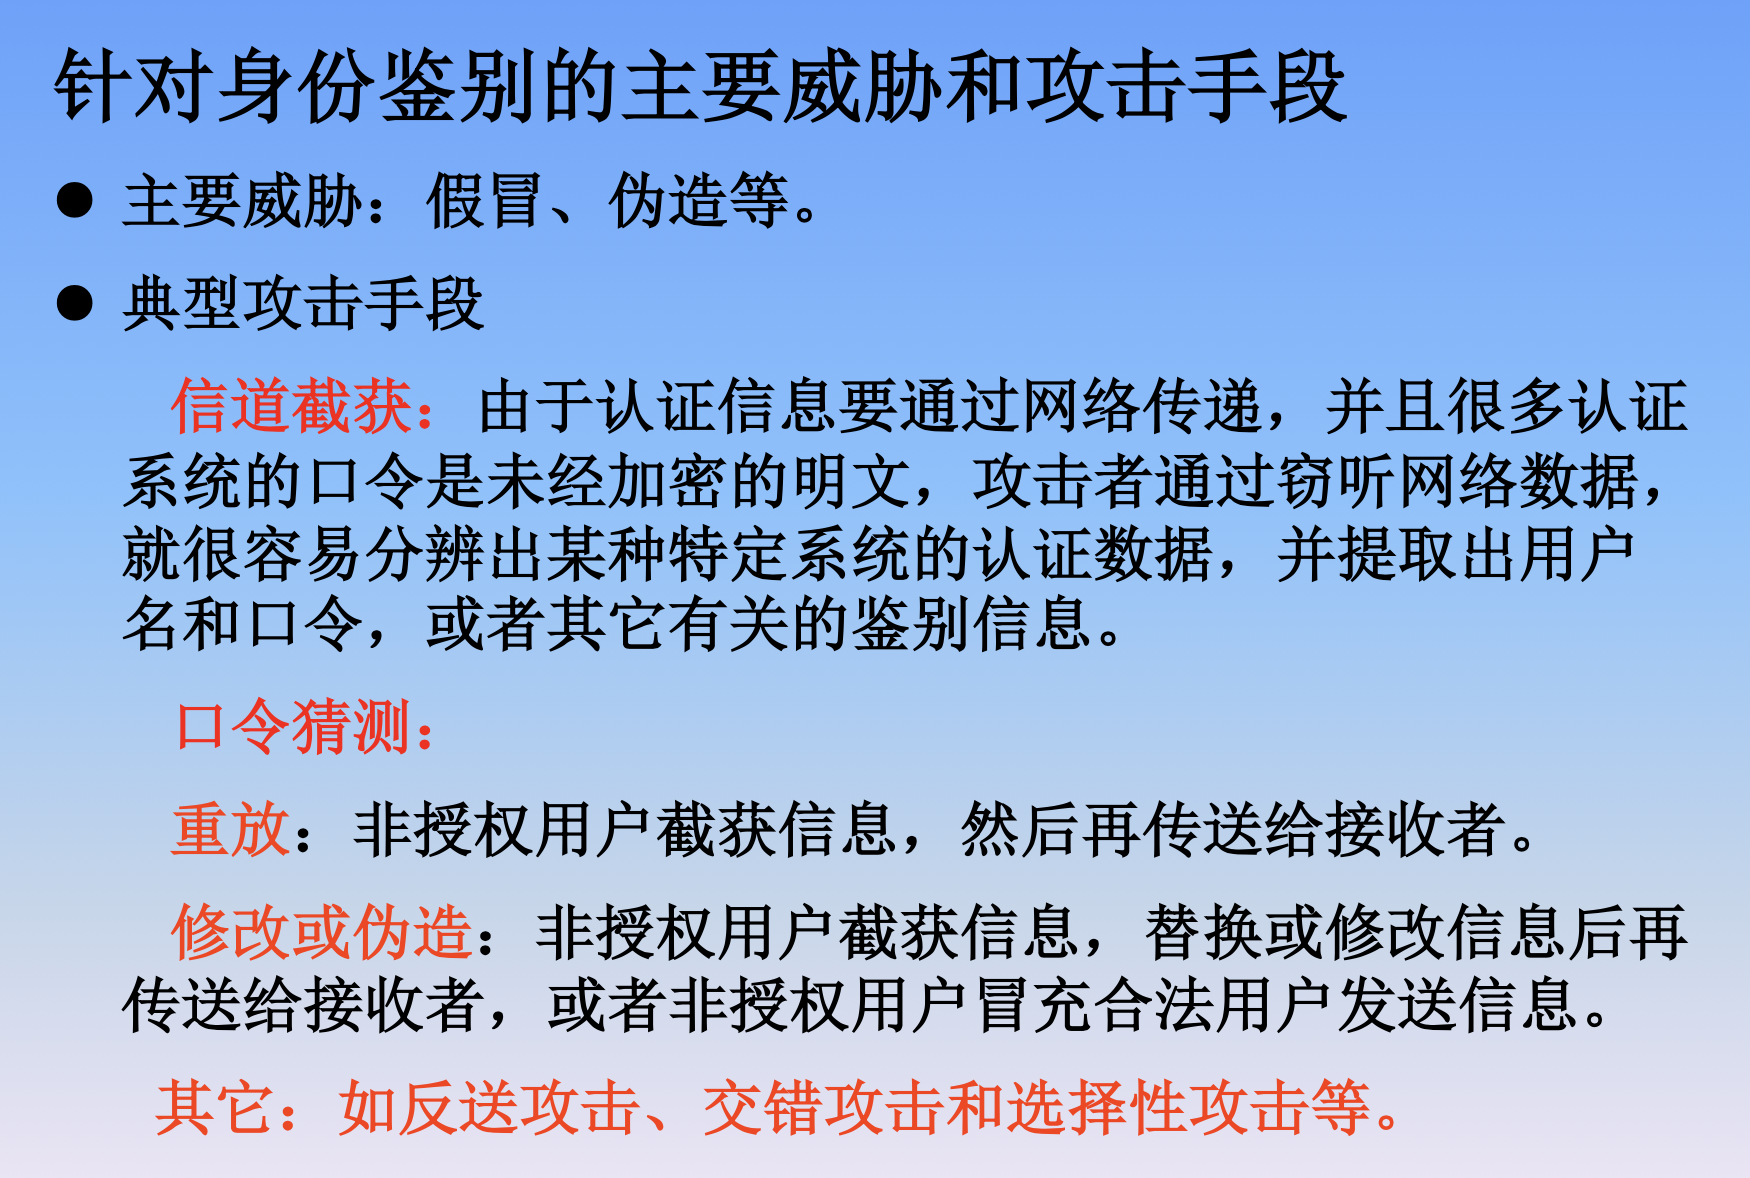 针对身份鉴别的主要威胁和攻击手段
● 主要威胁：假冒、伪造等。
● 典型攻击手段
信道截获：由于认证信息要通过网络传递，并且很多认证
系统的口令是未经加密的明文，攻击者通过窃听网络数据，
就很容易分辨出某种特定系统的认证数据，并提取出用户
名和口令，或者其它有关的鉴别信息。
口令猜测：
重放：非授权用户截获信息，然后再传送给接收者。
修改或伪造：非授权用户截获信息，替换或修改信息后再
传送给接收者，或者非授权用户冒充合法用户发送信息。
其它：如反送攻击、交错攻击和选择性攻击等。